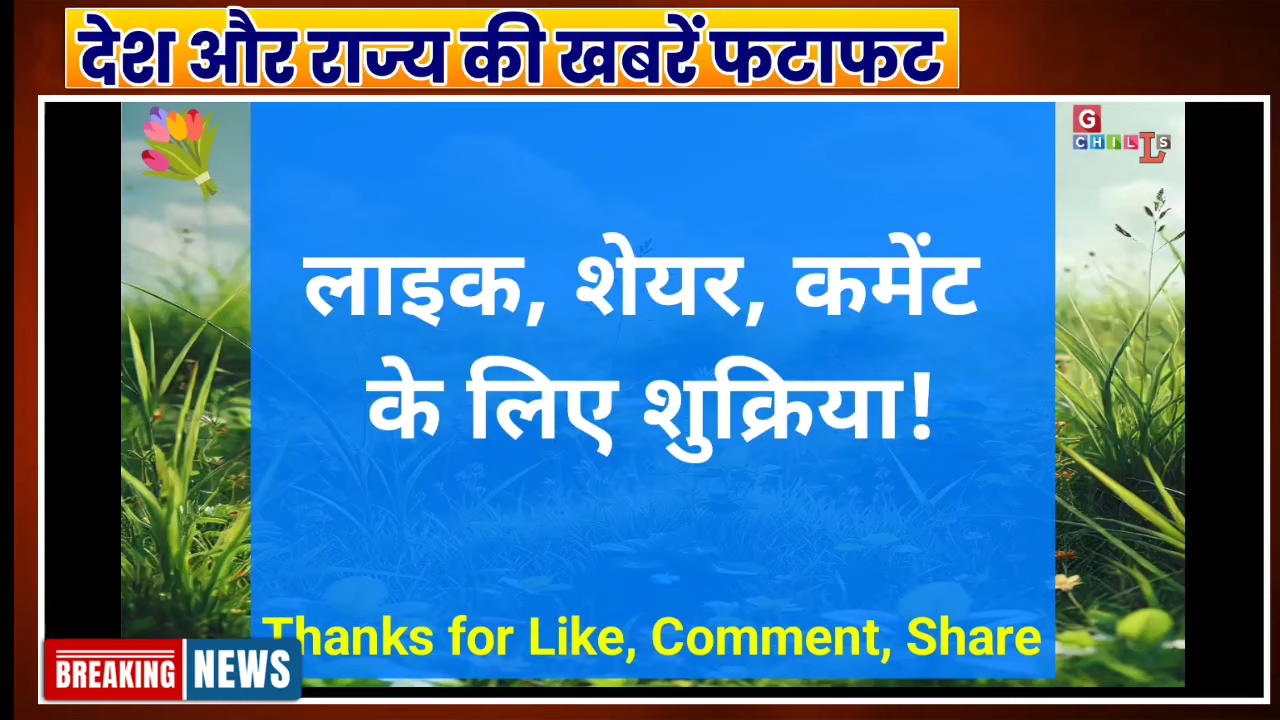 देश और राज्य की खबरें फटाफट
G
CHILLS
लाइक, शेयर, कमेंट
के लिए शुक्रिया!
Thanks for Like, Comment, Share
BREAKING NEWS